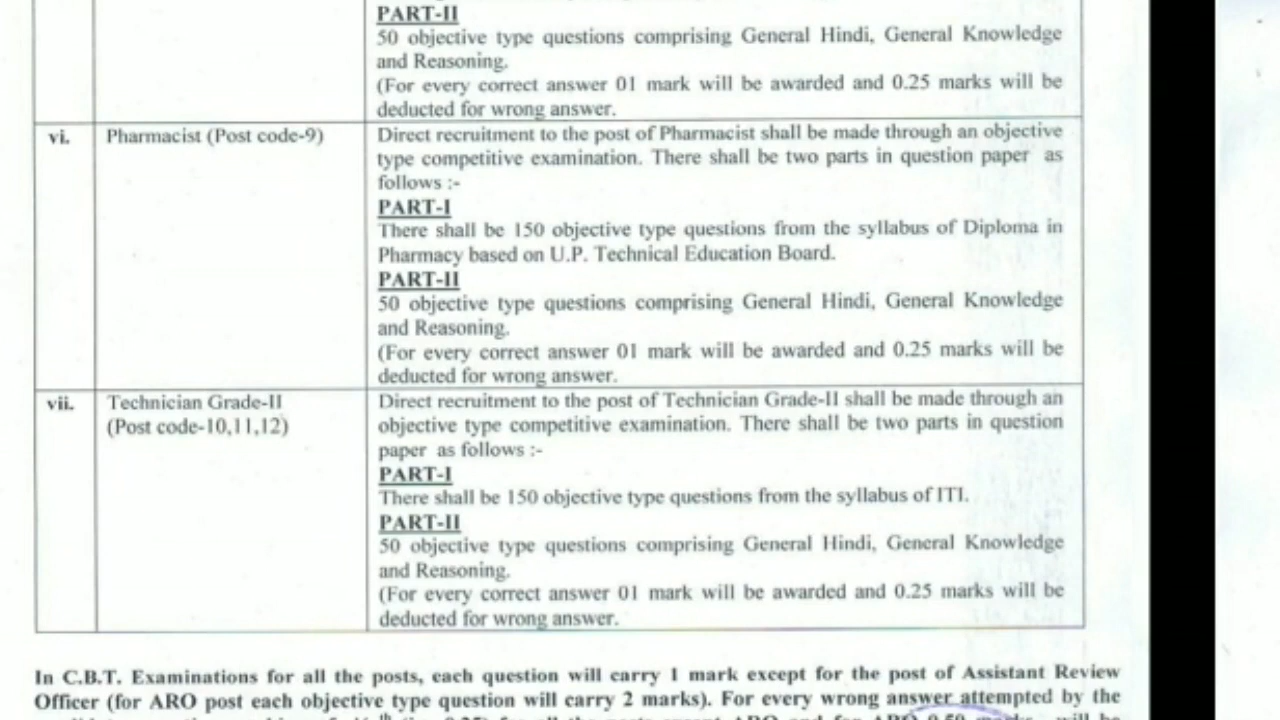 PART-II
50 objective type questions comprising General Hindi, General Knowledge
and Reasoning.
(For every correct answer 01 mark will be awarded and 0.25 marks will be
deducted for wrong answer.
vi. Pharmacist (Post code-9) Direct recruitment to the post of Pharmacist shall be made through an objective
type competitive examination. There shall be two parts in question paper as
follows :-
PART-I
There shall be 150 objective type questions from the syllabus of Diploma in
Pharmacy based on U.P. Technical Education Board.
PART-II
50 objective type questions comprising General Hindi, General Knowledge
and Reasoning.
(For every correct answer 01 mark will be awarded and 0.25 marks will be
deducted for wrong answer.
vii. Technician Grade-II Direct recruitment to the post of Technician Grade-II shall be made through an
(Post code-10,11,12) objective type competitive examination. There shall be two parts in question
paper as follows :-
PART-I
There shall be 150 objective type questions from the syllabus of ITI.
PART-II
50 objective type questions comprising General Hindi, General Knowledge
and Reasoning.
(For every correct answer 01 mark will be awarded and 0.25 marks will be
deducted for wrong answer.
In C.B.T. Examinations for all the posts, each question will carry 1 mark except for the post of Assistant Review
Officer (for ARO post each objective type question will carry 2 marks). For every wrong answer attempted by the